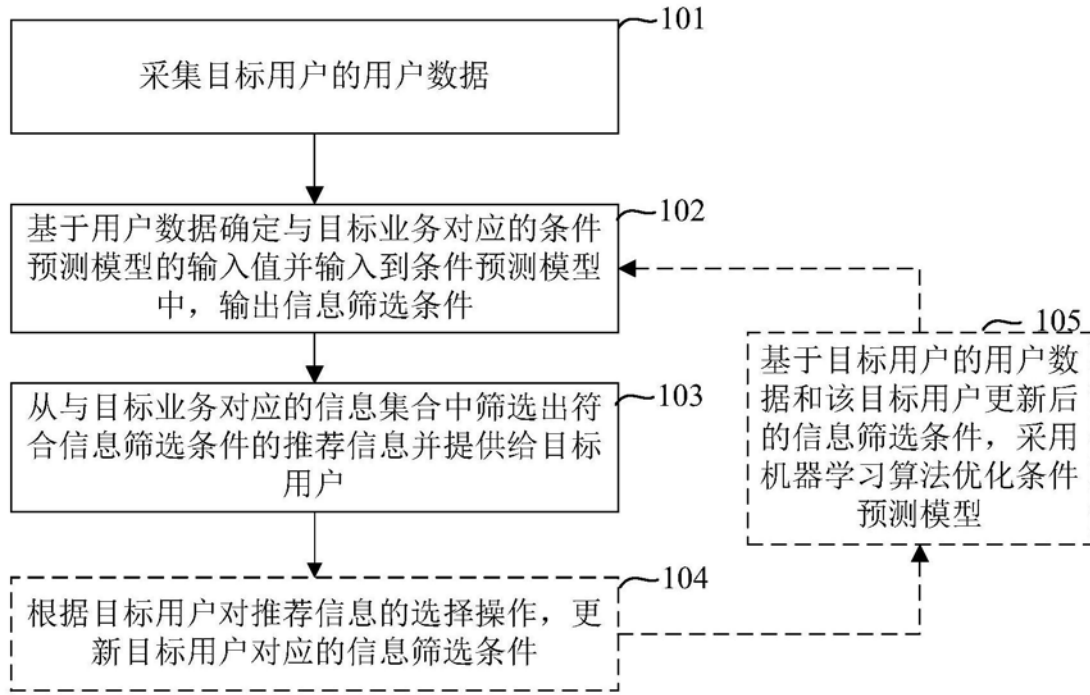 101
采集目标用户的用户数据
102
基于用户数据确定与目标业务对应的条件
预测模型的输入值并输入到条件预测模型
中，输出信息筛选条件
103
从与目标业务对应的信息集合中筛选出符
合信息筛选条件的推荐信息并提供给目标
用户
104
根据目标用户对推荐信息的选择操作，更
新目标用户对应的信息筛选条件
105
基于目标用户的用户数
据和该目标用户更新后
的信息筛选条件，采用
机器学习算法优化条件
预测模型